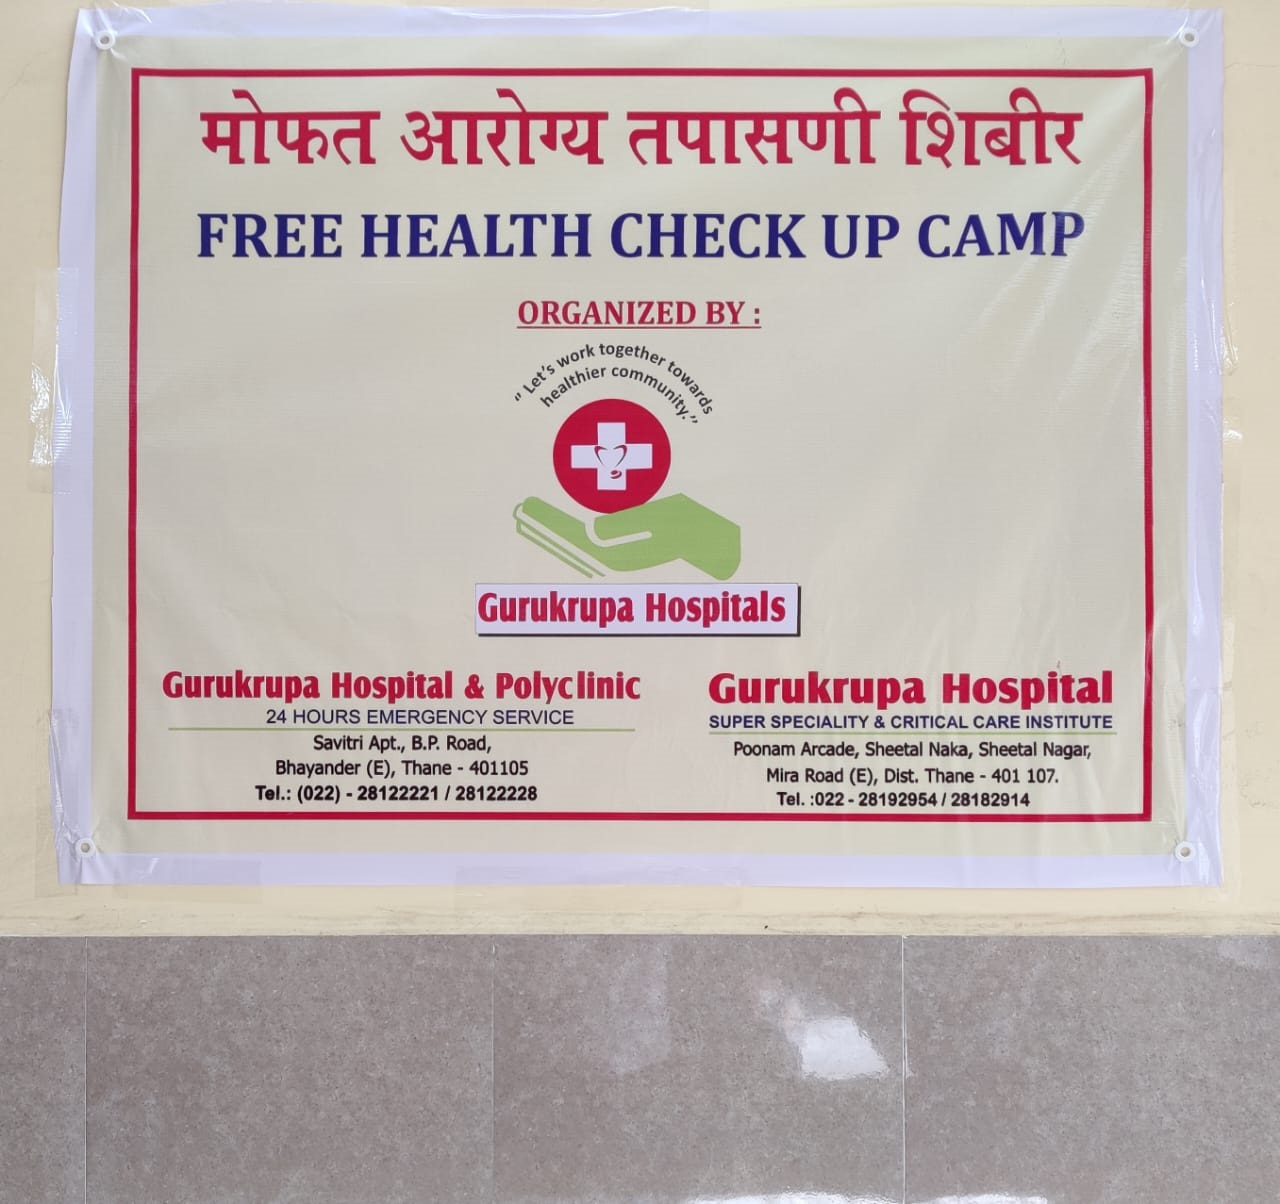 मोफत आरोग्य तपासणी शिबीर
FREE HEALTH CHECK UP CAMP
ORGANIZED BY :
" Let's work together towards
healthier community."
Gurukrupa Hospitals
Gurukrupa Hospital & Polyclinic
24 HOURS EMERGENCY SERVICE
Savitri Apt., B.P. Road,
Bhayander (E), Thane - 401105
Tel.: (022) - 28122221 / 28122228
Gurukrupa Hospital
SUPER SPECIALITY & CRITICAL CARE INSTITUTE
Poonam Arcade, Sheetal Naka, Sheetal Nagar,
Mira Road (E), Dist. Thane - 401 107.
Tel. :022 - 28192954 / 28182914